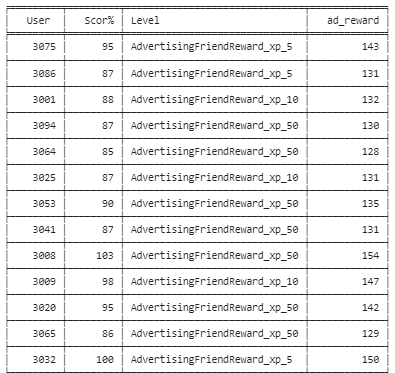 User Scor% Level ad_reward
3075 95 AdvertisingFriendReward_xp_5 143
3086 87 AdvertisingFriendReward_xp_5 131
3001 88 AdvertisingFriendReward_xp_10 132
3094 87 AdvertisingFriendReward_xp_50 130
3064 85 AdvertisingFriendReward_xp_50 128
3025 87 AdvertisingFriendReward_xp_10 131
3053 90 AdvertisingFriendReward_xp_50 135
3041 87 AdvertisingFriendReward_xp_50 131
3008 103 AdvertisingFriendReward_xp_50 154
3009 98 AdvertisingFriendReward_xp_10 147
3020 95 AdvertisingFriendReward_xp_50 142
3065 86 AdvertisingFriendReward_xp_50 129
3032 100 AdvertisingFriendReward_xp_5 150